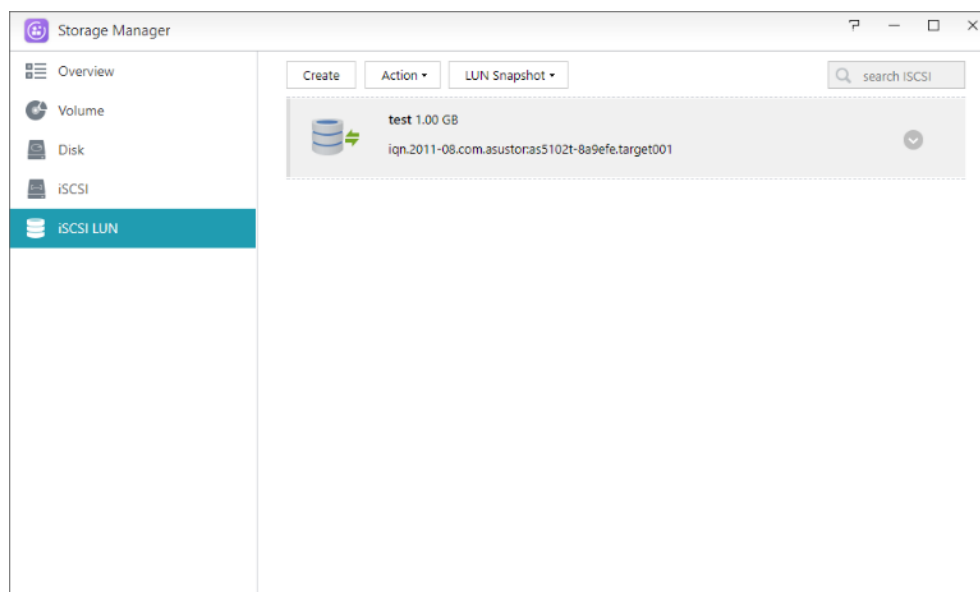 Storage Manager
Overview
Volume
Disk
iSCSI
iSCSI LUN
Create Action LUN Snapshot search ISCSI
test 1.00 GB
iqn.2011-08.com.asustor:as5102t-8a9efe.target001